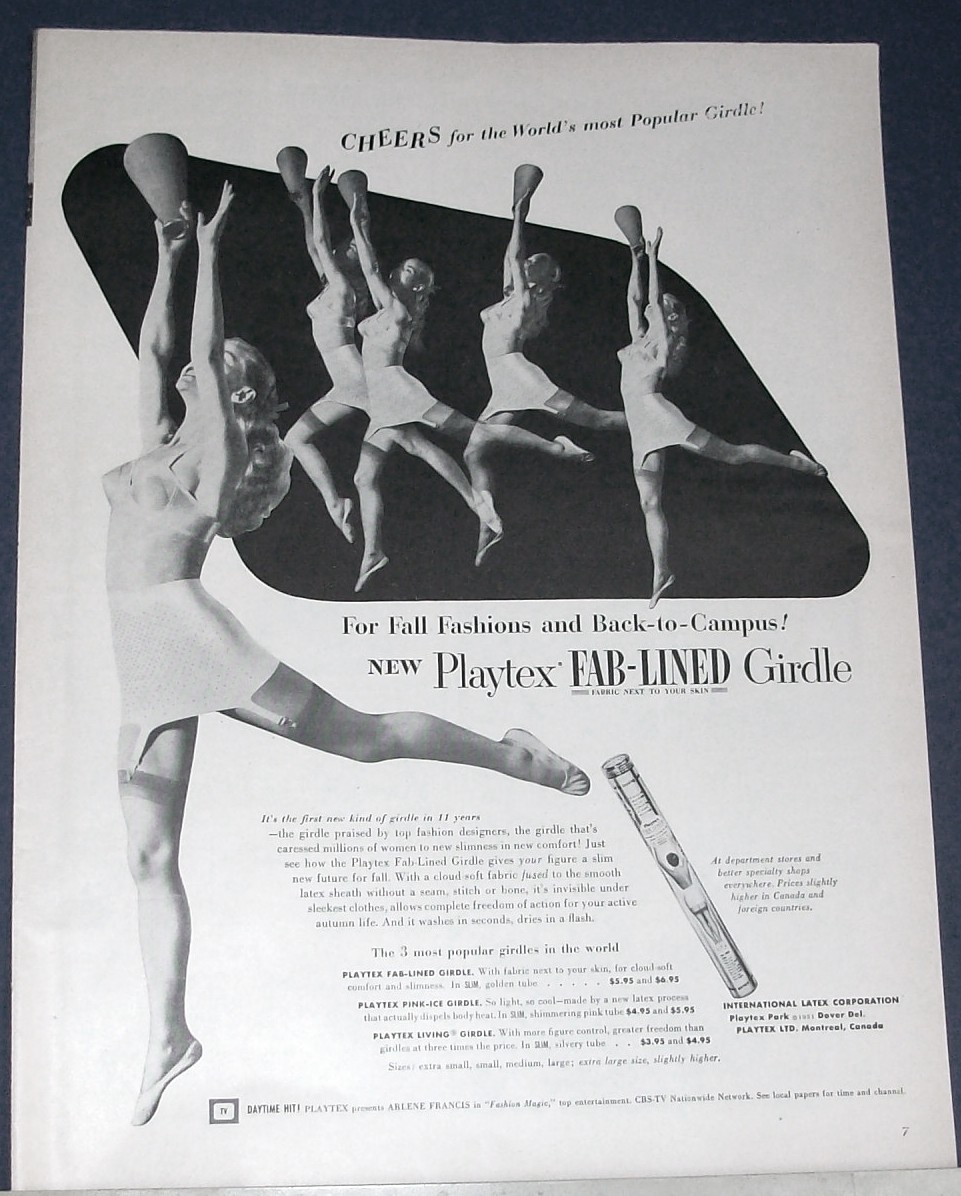 CHEERS for the World's most Popular Girdle!
For Fall Fashions and Back-to-Campus!
NEW Playtex® FAB-LINED Girdle
FABRIC NEXT TO YOUR SKIN
It's the first new kind of girdle in 11 years
—the girdle praised by top fashion designers, the girdle that's
caressed millions of women to new slimness in new comfort! Just
see how the Playtex Fab-Lined Girdle gives your figure a slim
new future for fall. With a cloud-soft fabric fused to the smooth
latex sheath without a seam, stitch or bone, it's invisible under
sleekest clothes, allows complete freedom of action for your active
autumn life. And it washes in seconds, dries in a flash.
At department stores and
better specialty shops
everywhere. Prices slightly
higher in Canada and
foreign countries.
The 3 most popular girdles in the world
PLAYTEX FAB-LINED GIRDLE. With fabric next to your skin, for cloud-soft
comfort and slimness. In SLIM, golden tube . . . . . $5.95 and $6.95
PLAYTEX PINK-ICE GIRDLE. So light, so cool—made by a new latex process
that actually dispels body heat. In SLIM, shimmering pink tube $4.95 and $5.95
PLAYTEX LIVING® GIRDLE. With more figure control, greater freedom than
girdles at three times the price. In SLIM, silvery tube . . $3.95 and $4.95
Sizes: extra small, small, medium, large; extra large size, slightly higher.
INTERNATIONAL LATEX CORPORATION
Playtex Park ©1951 Dover Del.
PLAYTEX LTD. Montreal, Canada
TV DAYTIME HIT! PLAYTEX presents ARLENE FRANCIS in "Fashion Magic," top entertainment. CBS-TV Nationwide Network. See local papers for time and channel.
7